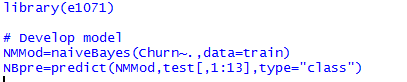 library(e1071)
# Develop model
NMMod=naiveBayes(Churn~.,data=train)
NBpre=predict(NMMod,test[,1:13],type="class")